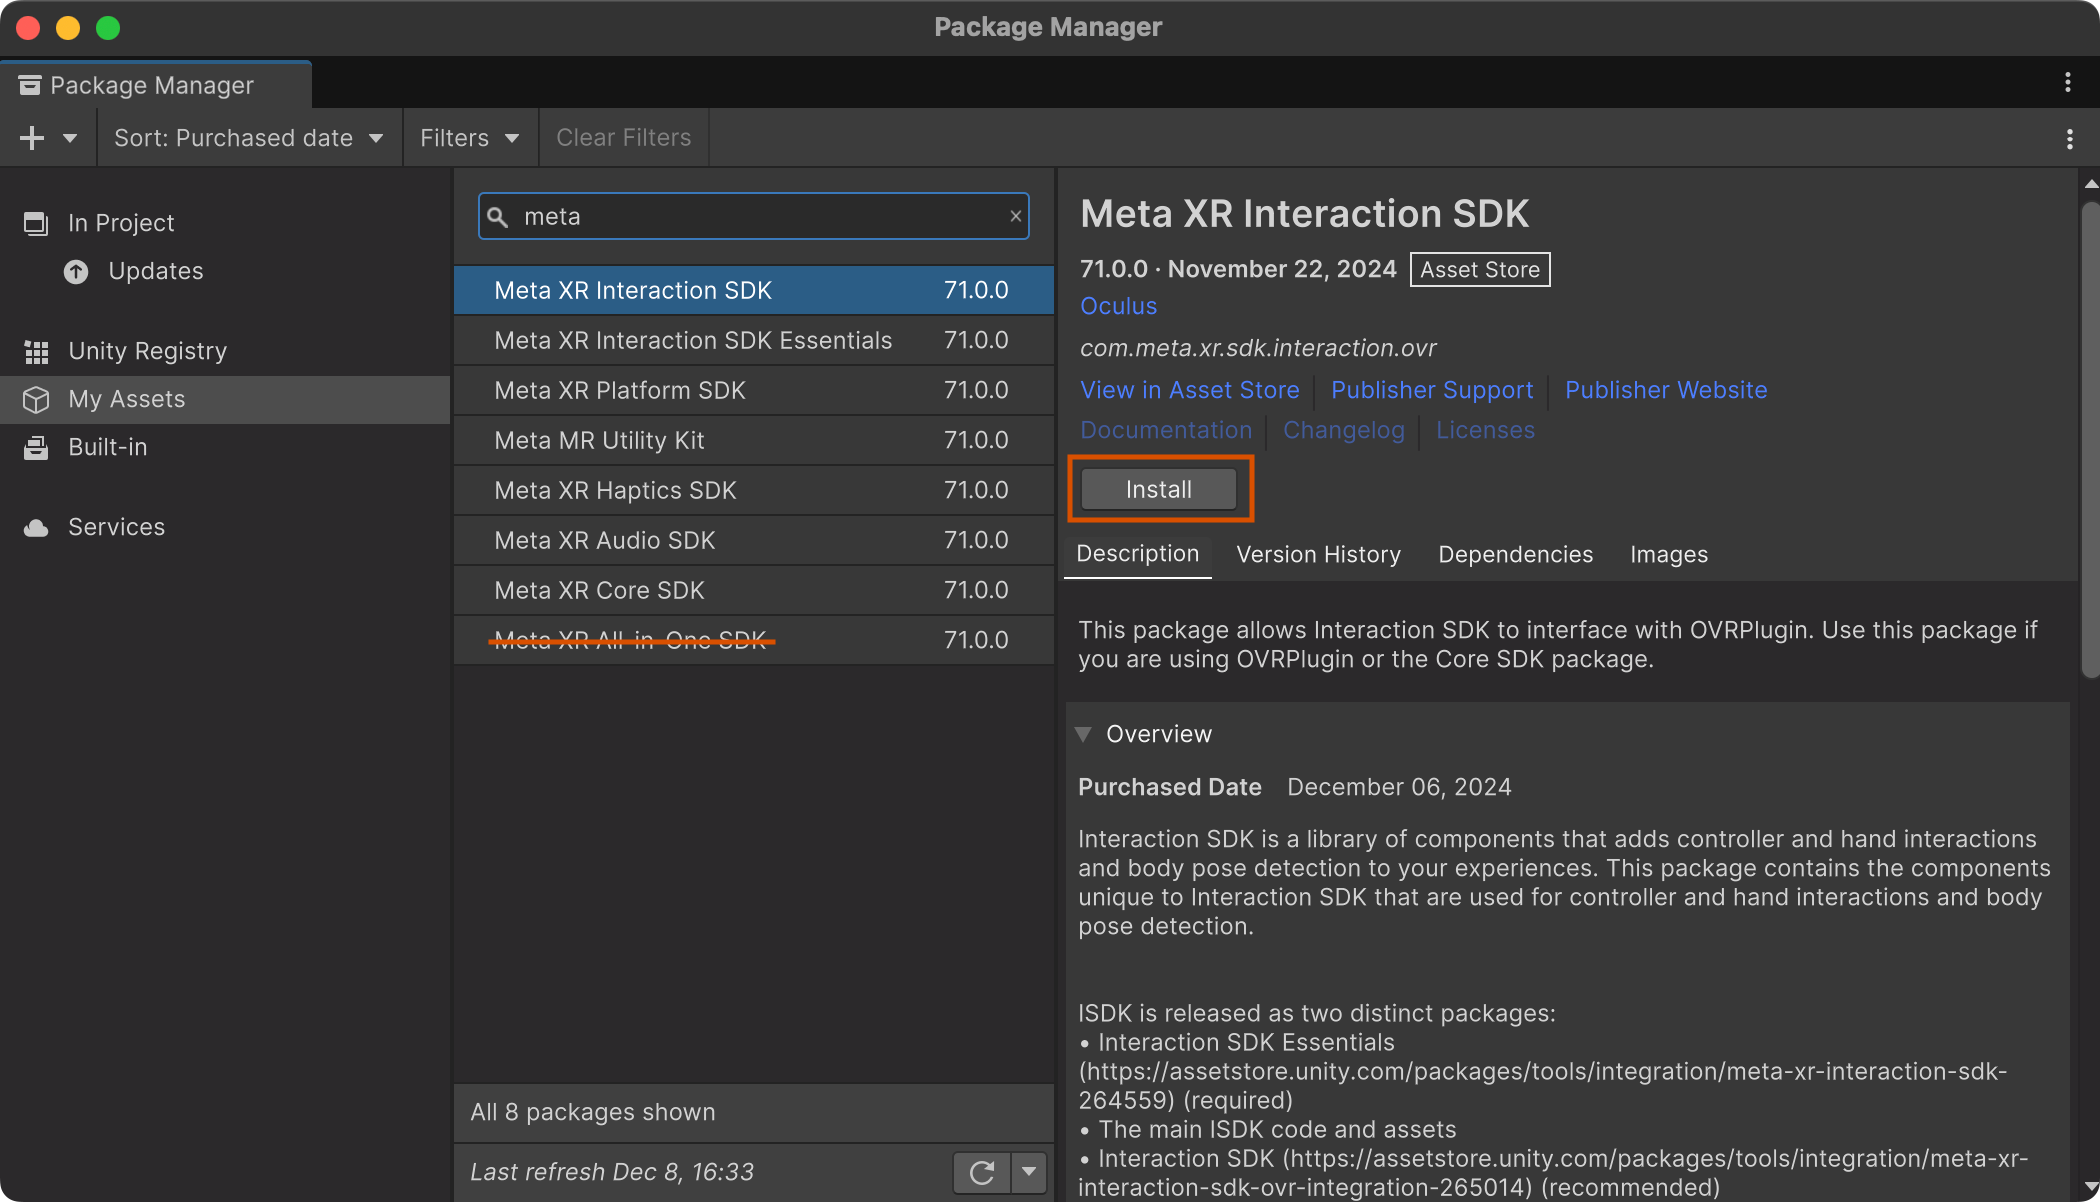 Package Manager
Package Manager
Sort: Purchased date
Filters
Clear Filters
In Project
Updates
Unity Registry
My Assets
Built-in
Services
meta
Meta XR Interaction SDK 71.0.0
Meta XR Interaction SDK Essentials 71.0.0
Meta XR Platform SDK 71.0.0
Meta MR Utility Kit 71.0.0
Meta XR Haptics SDK 71.0.0
Meta XR Audio SDK 71.0.0
Meta XR Core SDK 71.0.0
Meta XR All-in-One SDK 71.0.0
All 8 packages shown
Last refresh Dec 8, 16:33
Meta XR Interaction SDK
71.0.0 · November 22, 2024 Asset Store
Oculus
com.meta.xr.sdk.interaction.ovr
View in Asset Store Publisher Support Publisher Website
Documentation Changelog Licenses
Install
Description Version History Dependencies Images
This package allows Interaction SDK to interface with OVRPlugin. Use this package if
you are using OVRPlugin or the Core SDK package.
Overview
Purchased Date December 06, 2024
Interaction SDK is a library of components that adds controller and hand interactions
and body pose detection to your experiences. This package contains the components
unique to Interaction SDK that are used for controller and hand interactions and body
pose detection.
ISDK is released as two distinct packages:
• Interaction SDK Essentials
(https://assetstore.unity.com/packages/tools/integration/meta-xr-interaction-sdk-
264559) (required)
• The main ISDK code and assets
• Interaction SDK (https://assetstore.unity.com/packages/tools/integration/meta-xr-
interaction-sdk-ovr-integration-265014) (recommended)